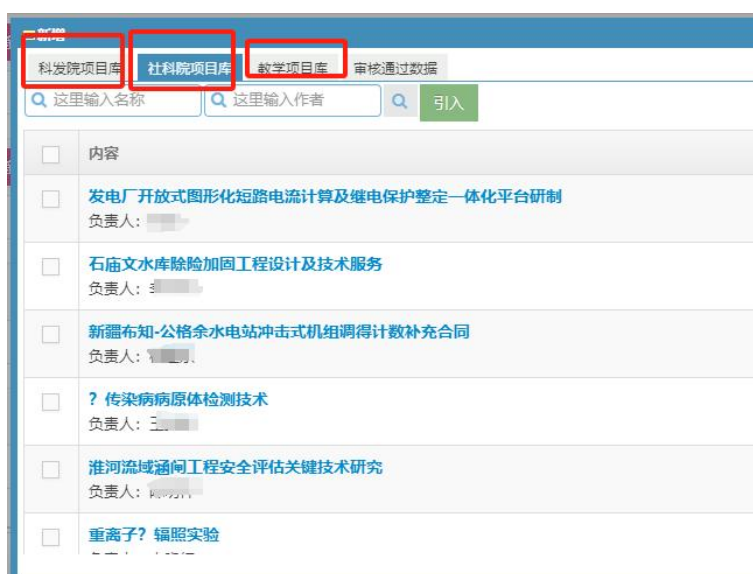 新增
科发院项目库 社科院项目库 教学项目库 审核通过数据
这里输入名称 这里输入作者 引入
内容
发电厂开放式图形化短路电流计算及继电保护整定一体化平台研制
负责人：
石庙文水库除险加固工程设计及技术服务
负责人：
新疆布知-公格余水电站冲击式机组调得计数补充合同
负责人：
？传染病病原体检测技术
负责人：王
淮河流域涵闸工程安全评估关键技术研究
负责人：
重离子？辐照实验